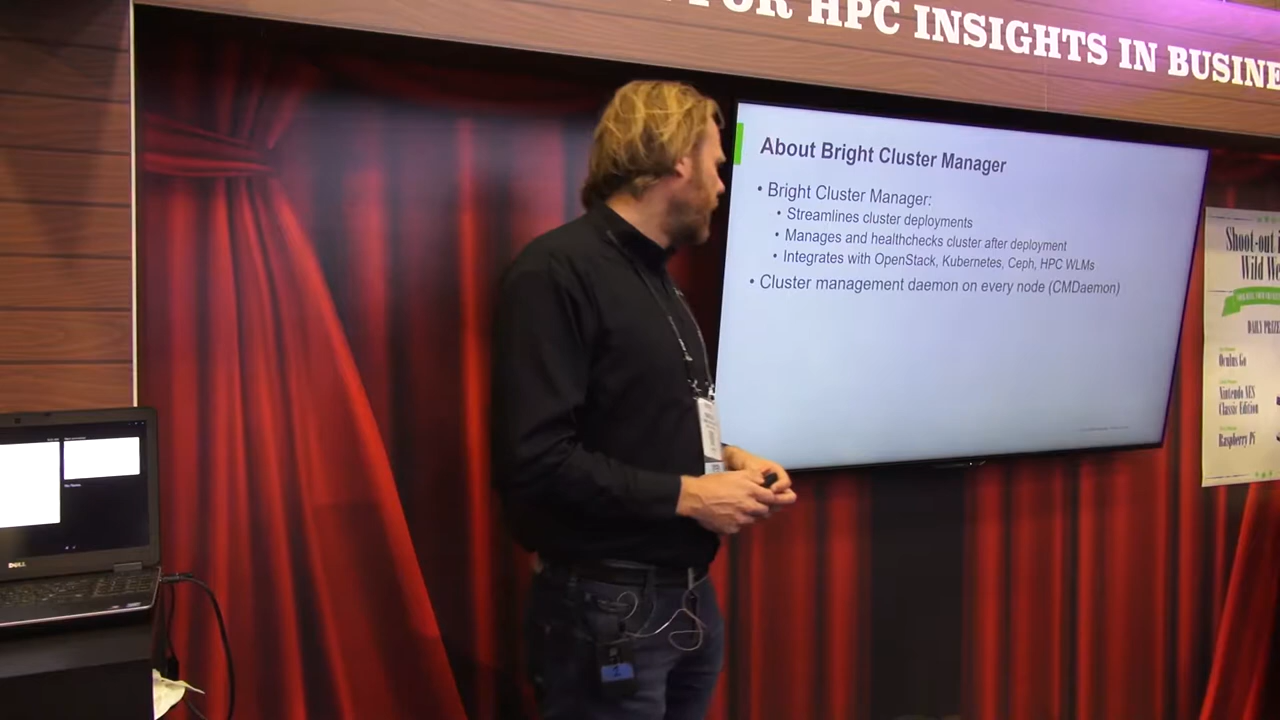 FOR HPC INSIGHTS IN BUSINE
About Bright Cluster Manager
• Bright Cluster Manager:
• Streamlines cluster deployments
• Manages and healthchecks cluster after deployment
• Integrates with OpenStack, Kubernetes, Ceph, HPC WLMs
• Cluster management daemon on every node (CMDaemon)
Shoot-out
Wild We
DAILY PRIZE
Oculus Go
Nintendo NES
Classic Edition
Raspberry Pi
DELL